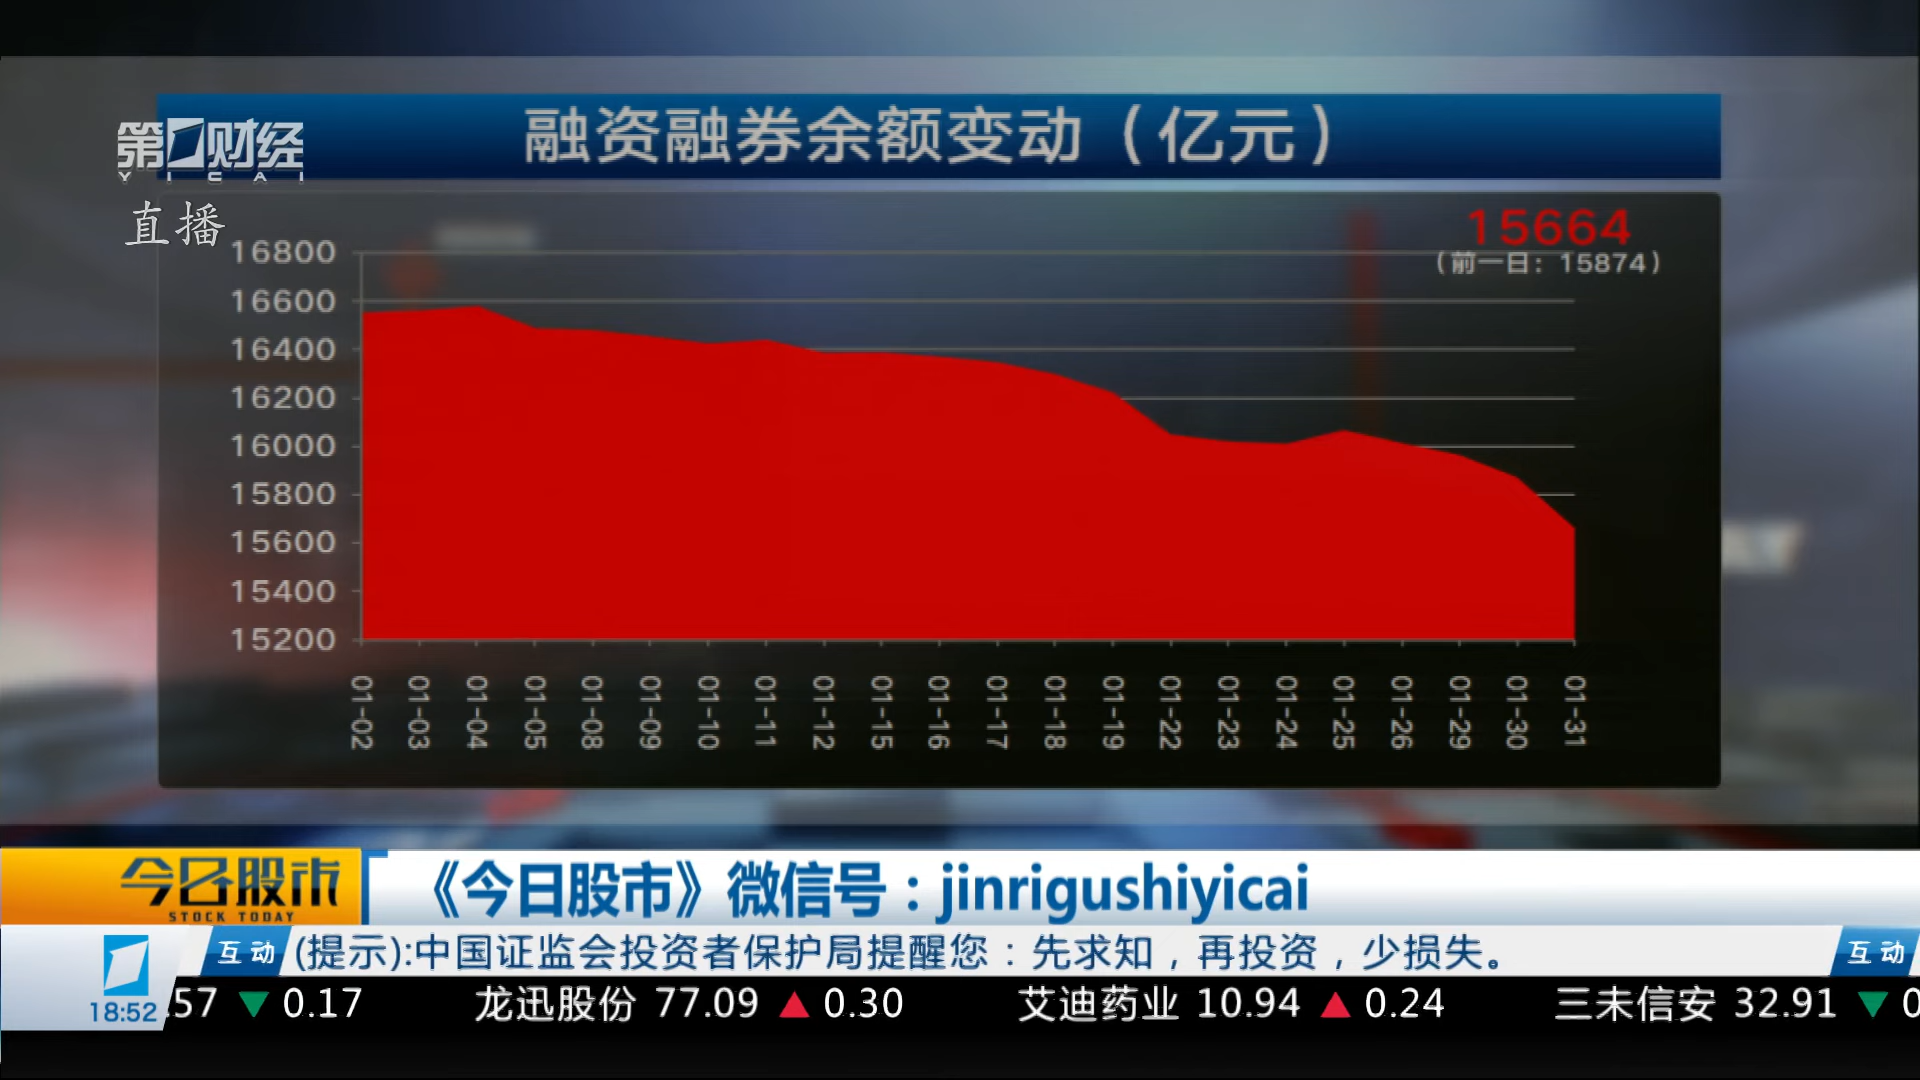 融资融券余额变动（亿元）
第一财经
YICAI
直播
15664
（前一日：15874）
16800
16600
16400
16200
16000
15800
15600
15400
15200
01-02 01-03 01-04 01-05 01-08 01-09 01-10 01-11 01-12 01-15 01-16 01-17 01-18 01-19 01-22 01-23 01-24 01-25 01-26 01-29 01-30 01-31
今日股市
STOCK TODAY
《今日股市》微信号：jinrigushiyicai
互动 (提示):中国证监会投资者保护局提醒您：先求知，再投资，少损失。 互动
18:52 .57 ▼ 0.17 龙迅股份 77.09 ▲ 0.30 艾迪药业 10.94 ▲ 0.24 三未信安 32.91 ▼ 0